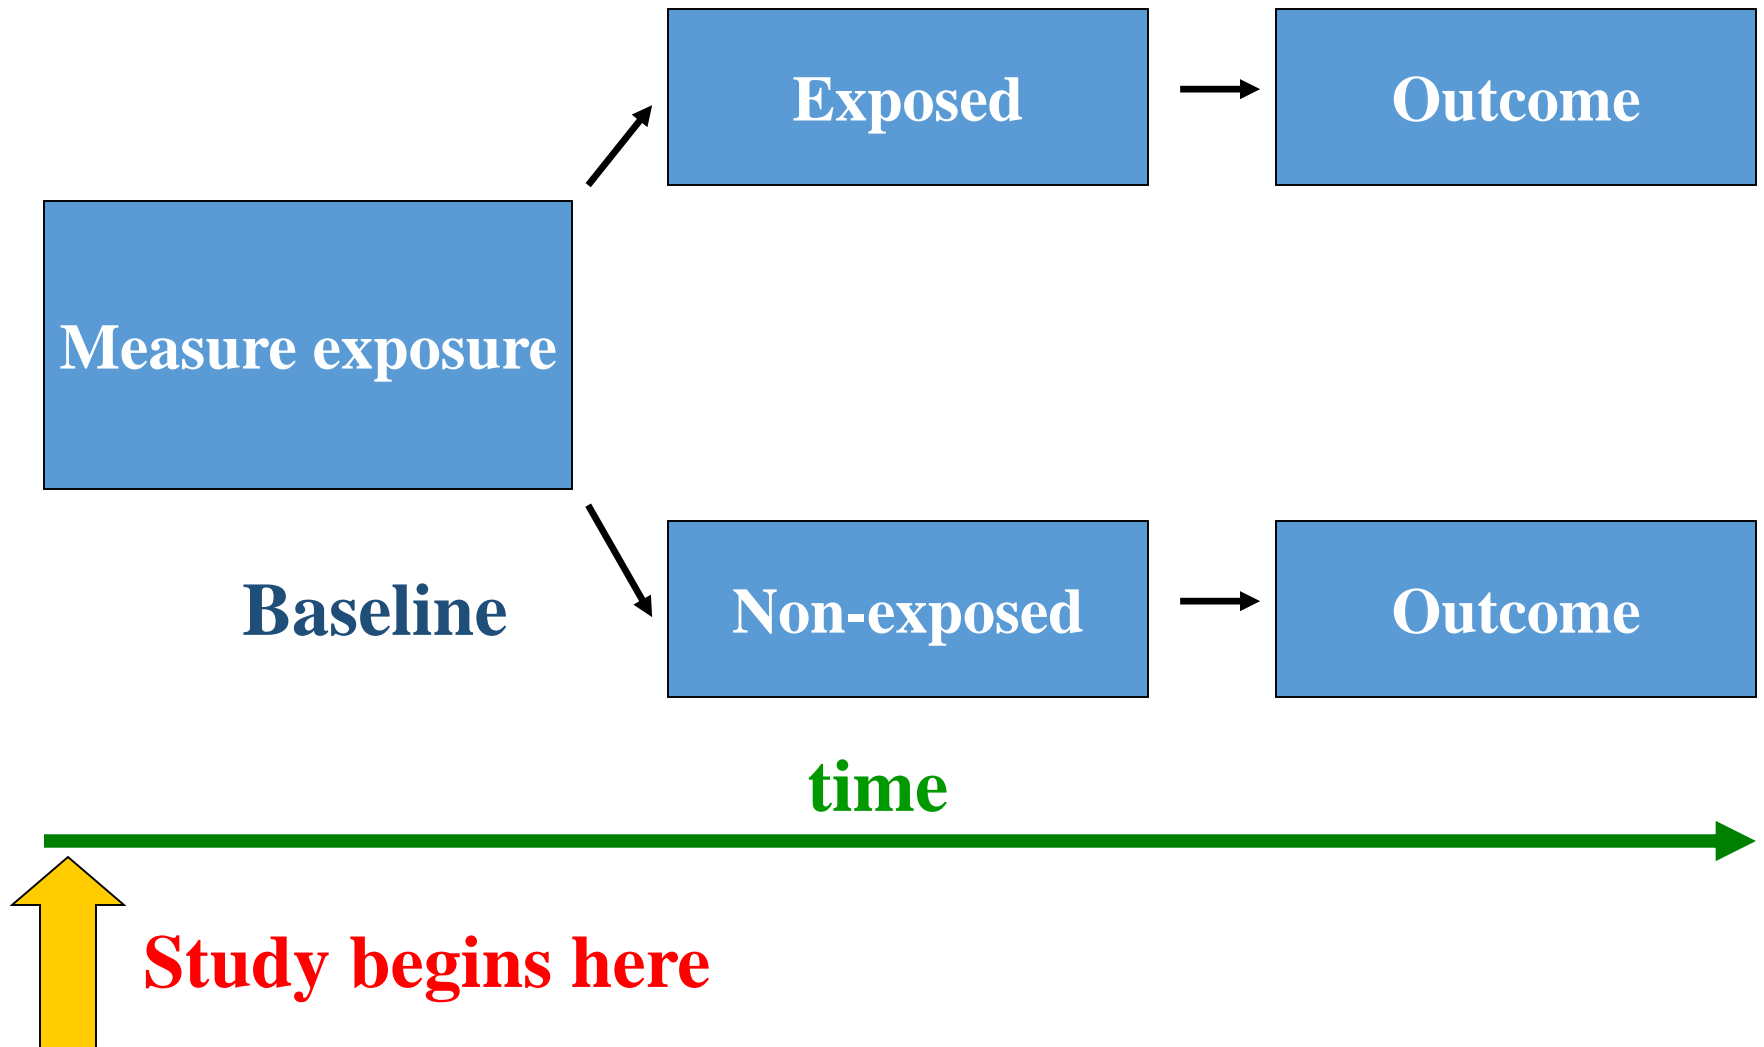 Exposed
Outcome
Measure exposure
Baseline
Non-exposed
Outcome
time
Study begins here